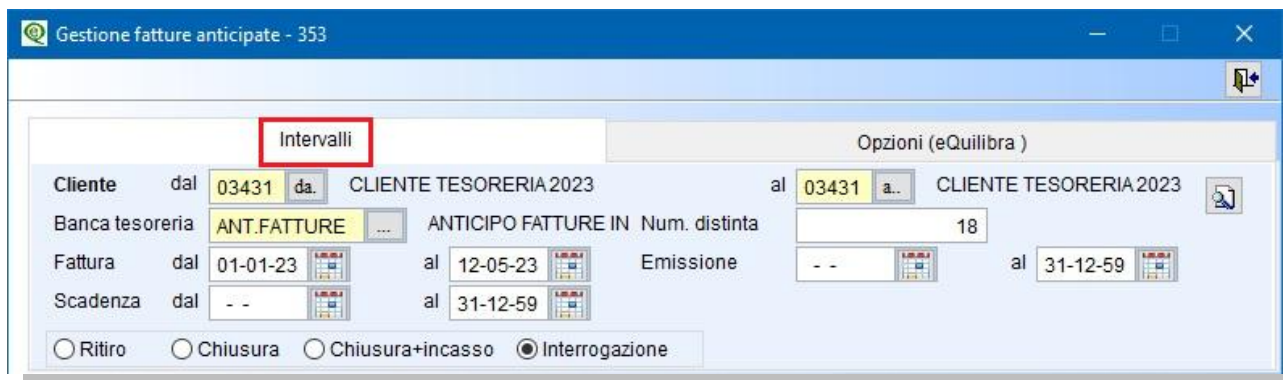 Gestione fatture anticipate - 353
Intervalli Opzioni (eQuilibra )
Cliente dal 03431 da. CLIENTE TESORERIA 2023 al 03431 a.. CLIENTE TESORERIA 2023
Banca tesoreria ANT.FATTURE ... ANTICIPO FATTURE IN Num. distinta 18
Fattura dal 01-01-23 al 12-05-23 Emissione - - al 31-12-59
Scadenza dal - - al 31-12-59
Ritiro Chiusura Chiusura+incasso Interrogazione